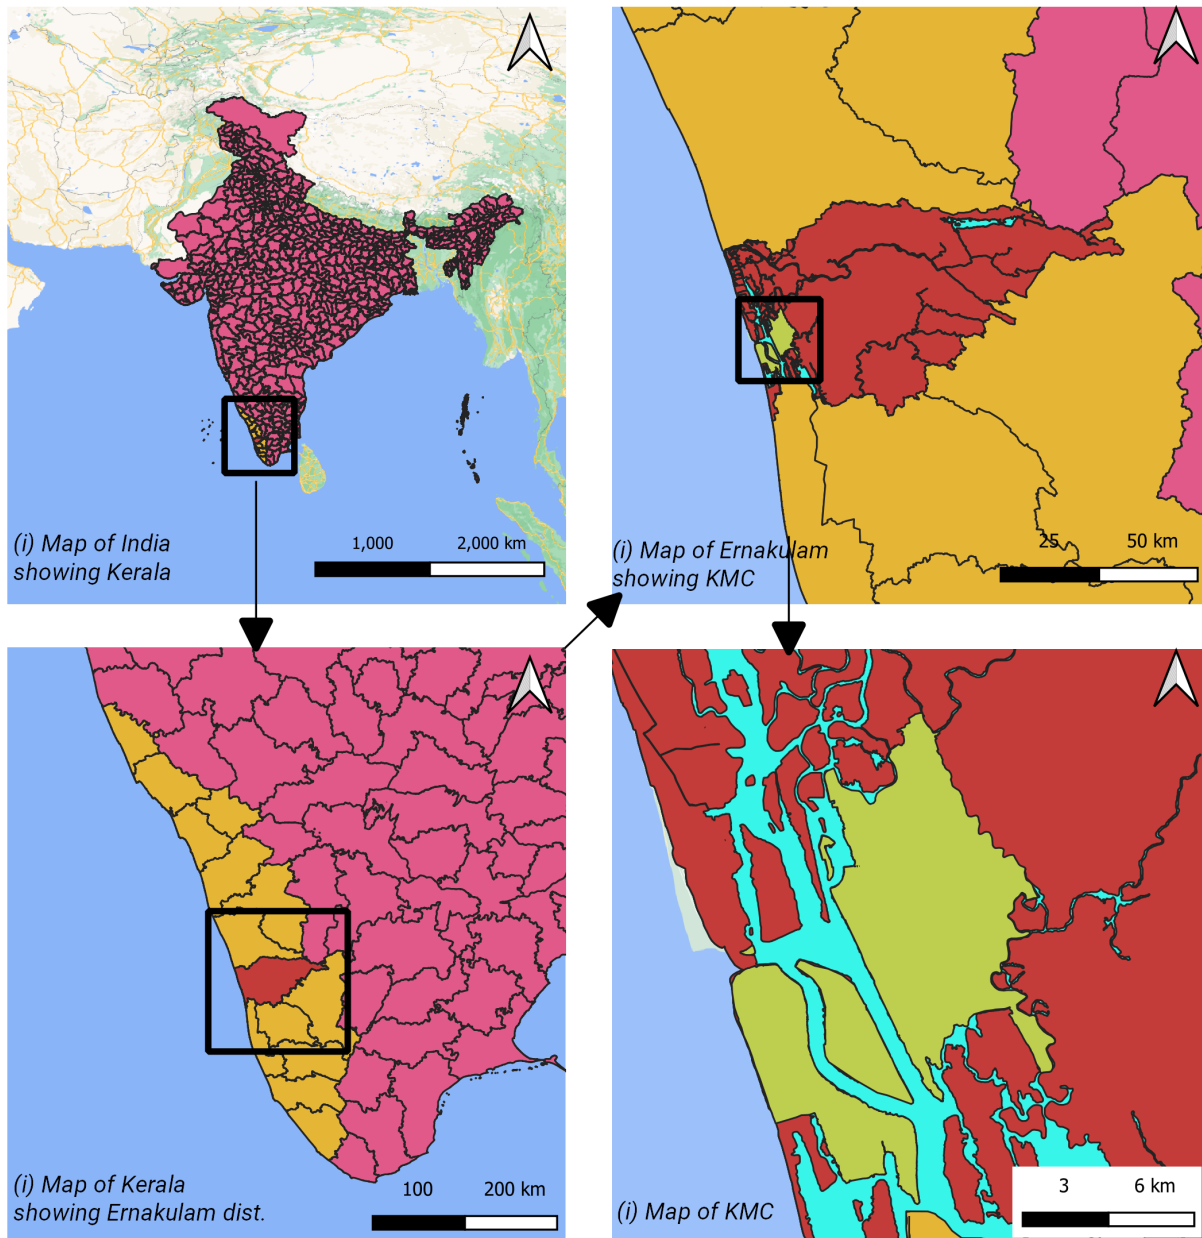 1,000 2,000 km
(i) Map of India
showing Kerala
25 50 km
(i) Map of Ernakulam
showing KMC
100 200 km
(i) Map of Kerala
showing Ernakulam dist.
3 6 km
(i) Map of KMC